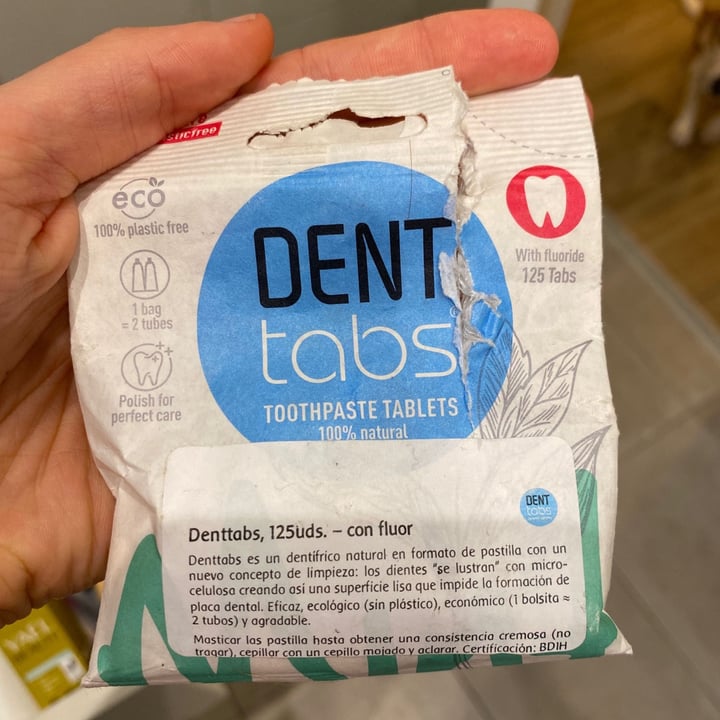 sticfree
eco
100% plastic free
1 bag
= 2 tubes
Polish for
perfect care
DENT
tabs®
TOOTHPASTE TABLETS
100% natural
With fluoride
125 Tabs
DENT
tabs
Denttabs, 125uds. – con fluor
Denttabs es un dentífrico natural en formato de pastilla con un
nuevo concepto de limpieza: los dientes "se lustran" con micro-
celulosa creando así una superficie lisa que impide la formación de
placa dental. Eficaz, ecológico (sin plástico), económico (1 bolsita ≈
2 tubos) y agradable.
Masticar las pastilla hasta obtener una consistencia cremosa (no
tragar), cepillar con un cepillo mojado y aclarar. Certificación: BDIH